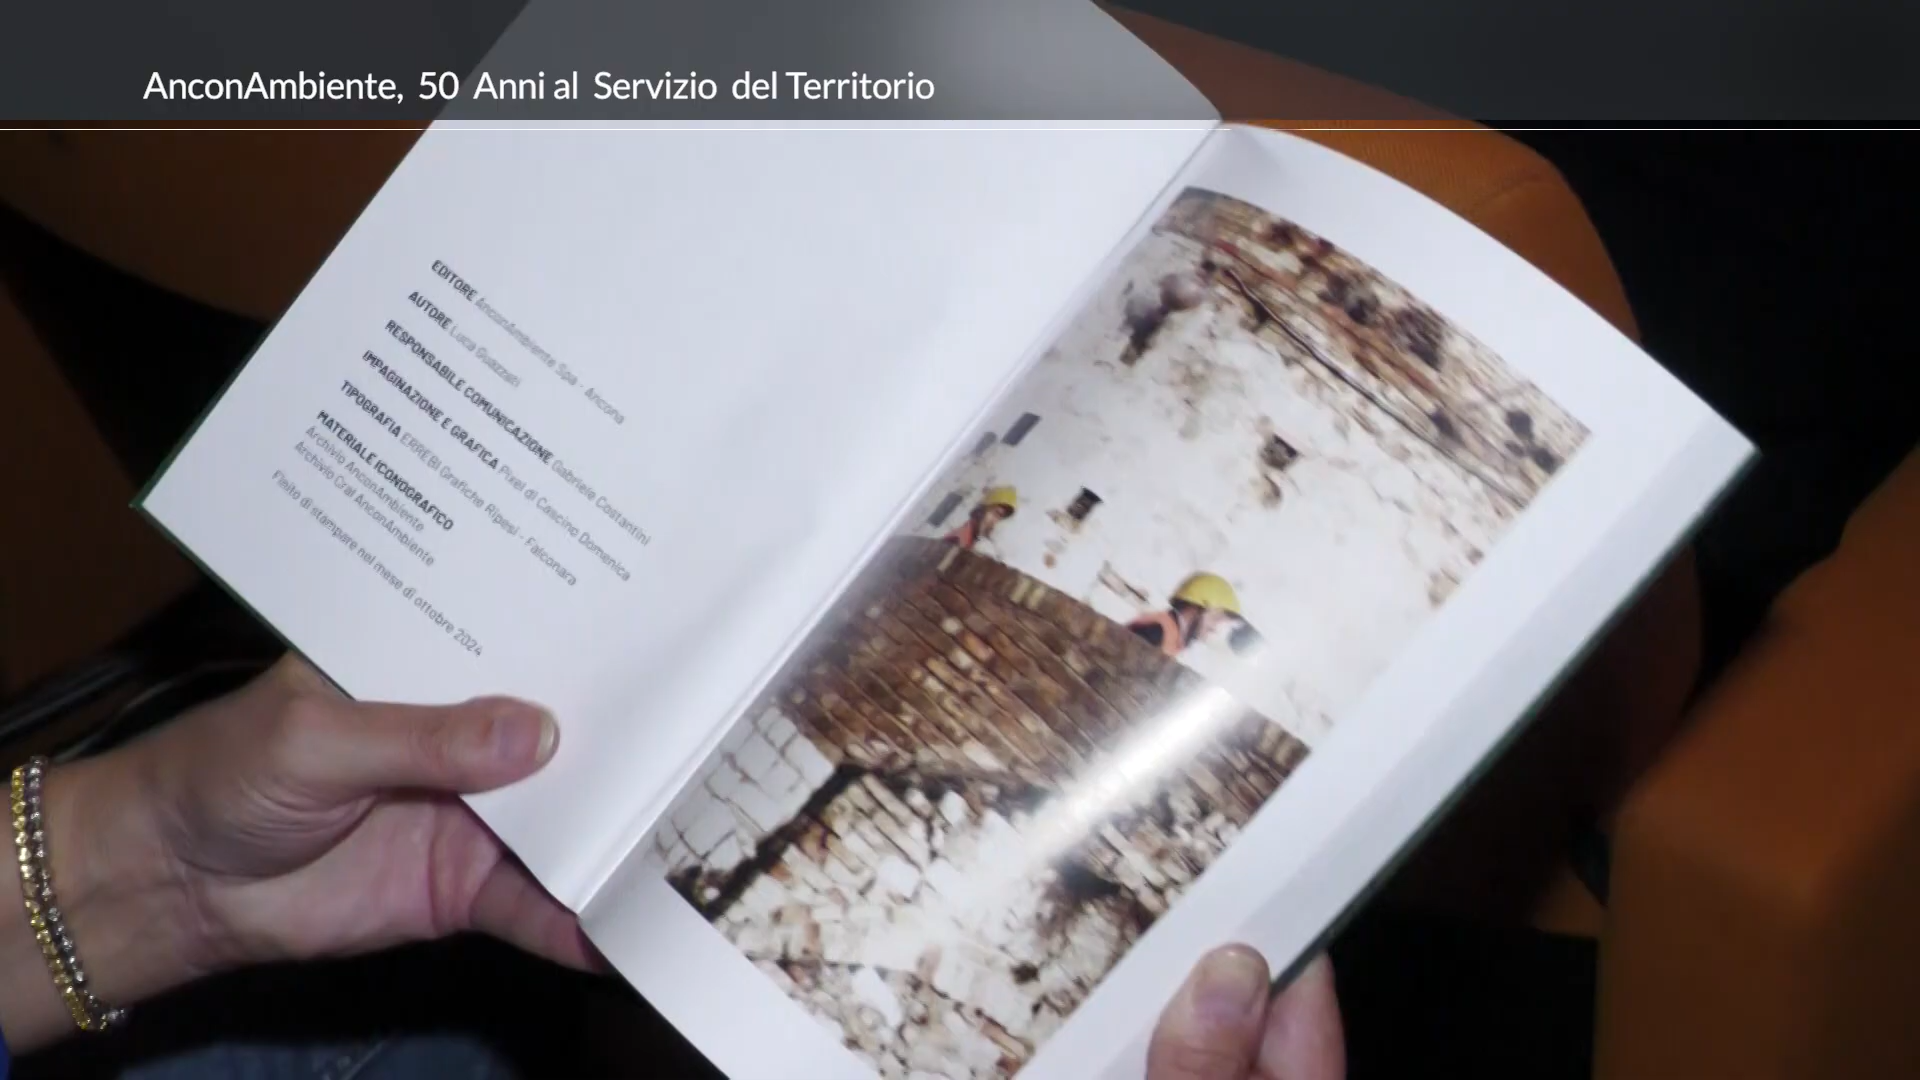 AnconAmbiente, 50 Anni al Servizio del Territorio
EDITORE AnconAmbiente Spa - Ancona
AUTORE Luca Guazzati
RESPONSABILE COMUNICAZIONE Gabriele Costantini
IMPAGINAZIONE E GRAFICA Pixel di Cascino Domenica
TIPOGRAFIA ERREBI Grafiche Ripesi - Falconara
MATERIALE ICONOGRAFICO
Archivio AnconAmbiente
Archivio Cral AnconAmbiente
Finito di stampare nel mese di ottobre 2024